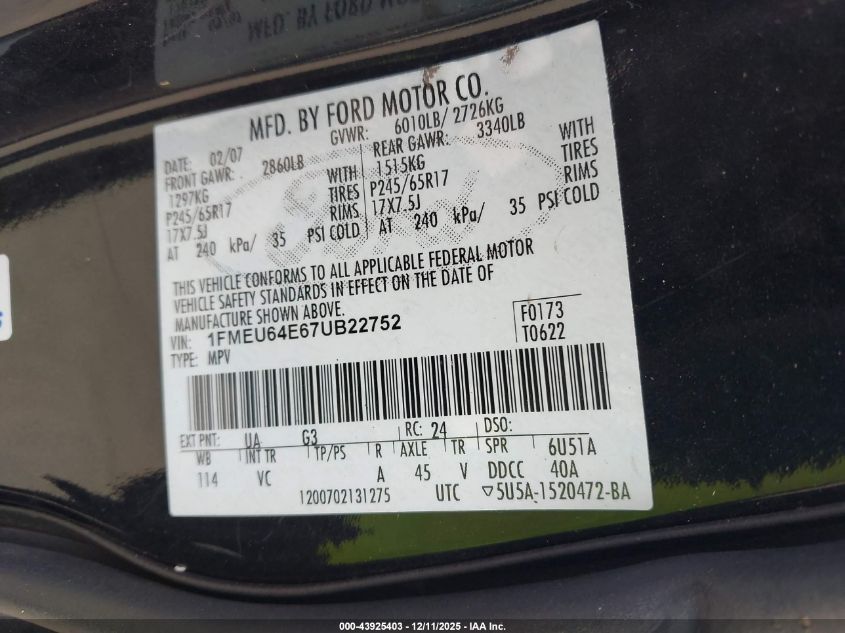 MFD. BY FORD MOTOR CO.
DATE: 02/07 GVWR: 6010LB/ 2726KG
FRONT GAWR: 2860LB REAR GAWR: 3340LB
1297KG WITH 1515KG WITH
P245/65R17 TIRES P245/65R17 TIRES
17X7.5J RIMS 17X7.5J RIMS
AT 240 kPa/ 35 PSI COLD AT 240 kPa/ 35 PSI COLD
THIS VEHICLE CONFORMS TO ALL APPLICABLE FEDERAL MOTOR
VEHICLE SAFETY STANDARDS IN EFFECT ON THE DATE OF
MANUFACTURE SHOWN ABOVE.
VIN: 1FMEU64E67UB22752 F0173
TYPE: MPV T0622
EXT PNT: UA G3 RC: 24 DSO:
WB INT TR TP/PS R AXLE TR SPR 6U51A
114 VC A 45 V DDCC 40A
1200702131275 UTC ▽5U5A-1520472-BA
000-43925403 - 12/11/2025 - IAA Inc.